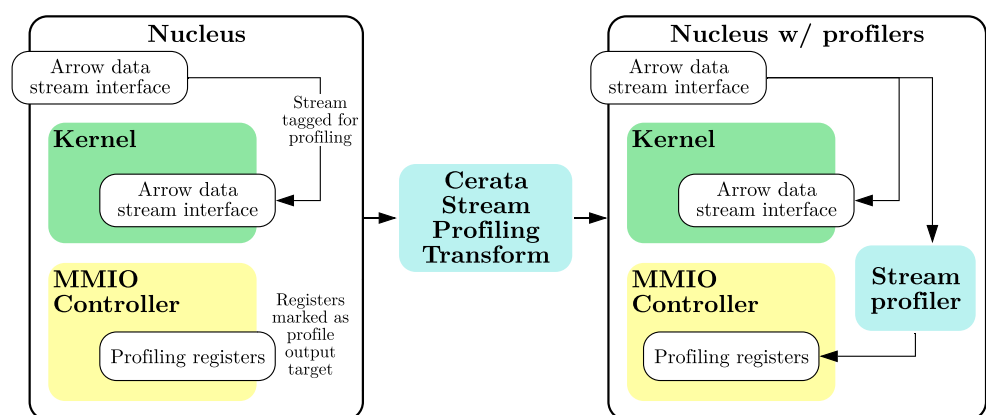 Nucleus
Arrow data
stream interface
Stream
tagged for
profiling
Kernel
Arrow data
stream interface
MMIO
Controller
Registers
marked as
profile
output
target
Profiling registers
Cerata
Stream
Profiling
Transform
Nucleus w/ profilers
Arrow data
stream interface
Kernel
Arrow data
stream interface
MMIO
Controller
Stream
profiler
Profiling registers